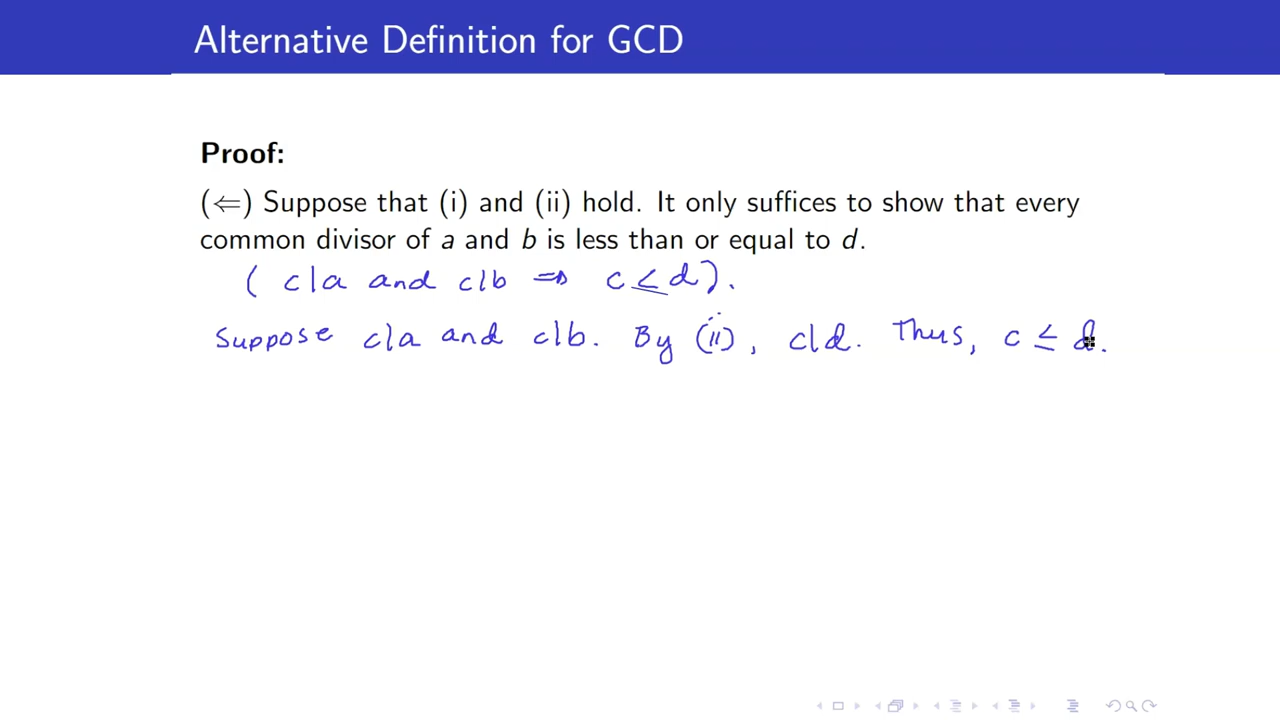 Alternative Definition for GCD
Proof:
(⇐) Suppose that (i) and (ii) hold. It only suffices to show that every
common divisor of a and b is less than or equal to d.
( c|a and c|b ⇒ c ≤ d).
Suppose c|a and c|b. By (ii), c|d. Thus, c ≤ d.